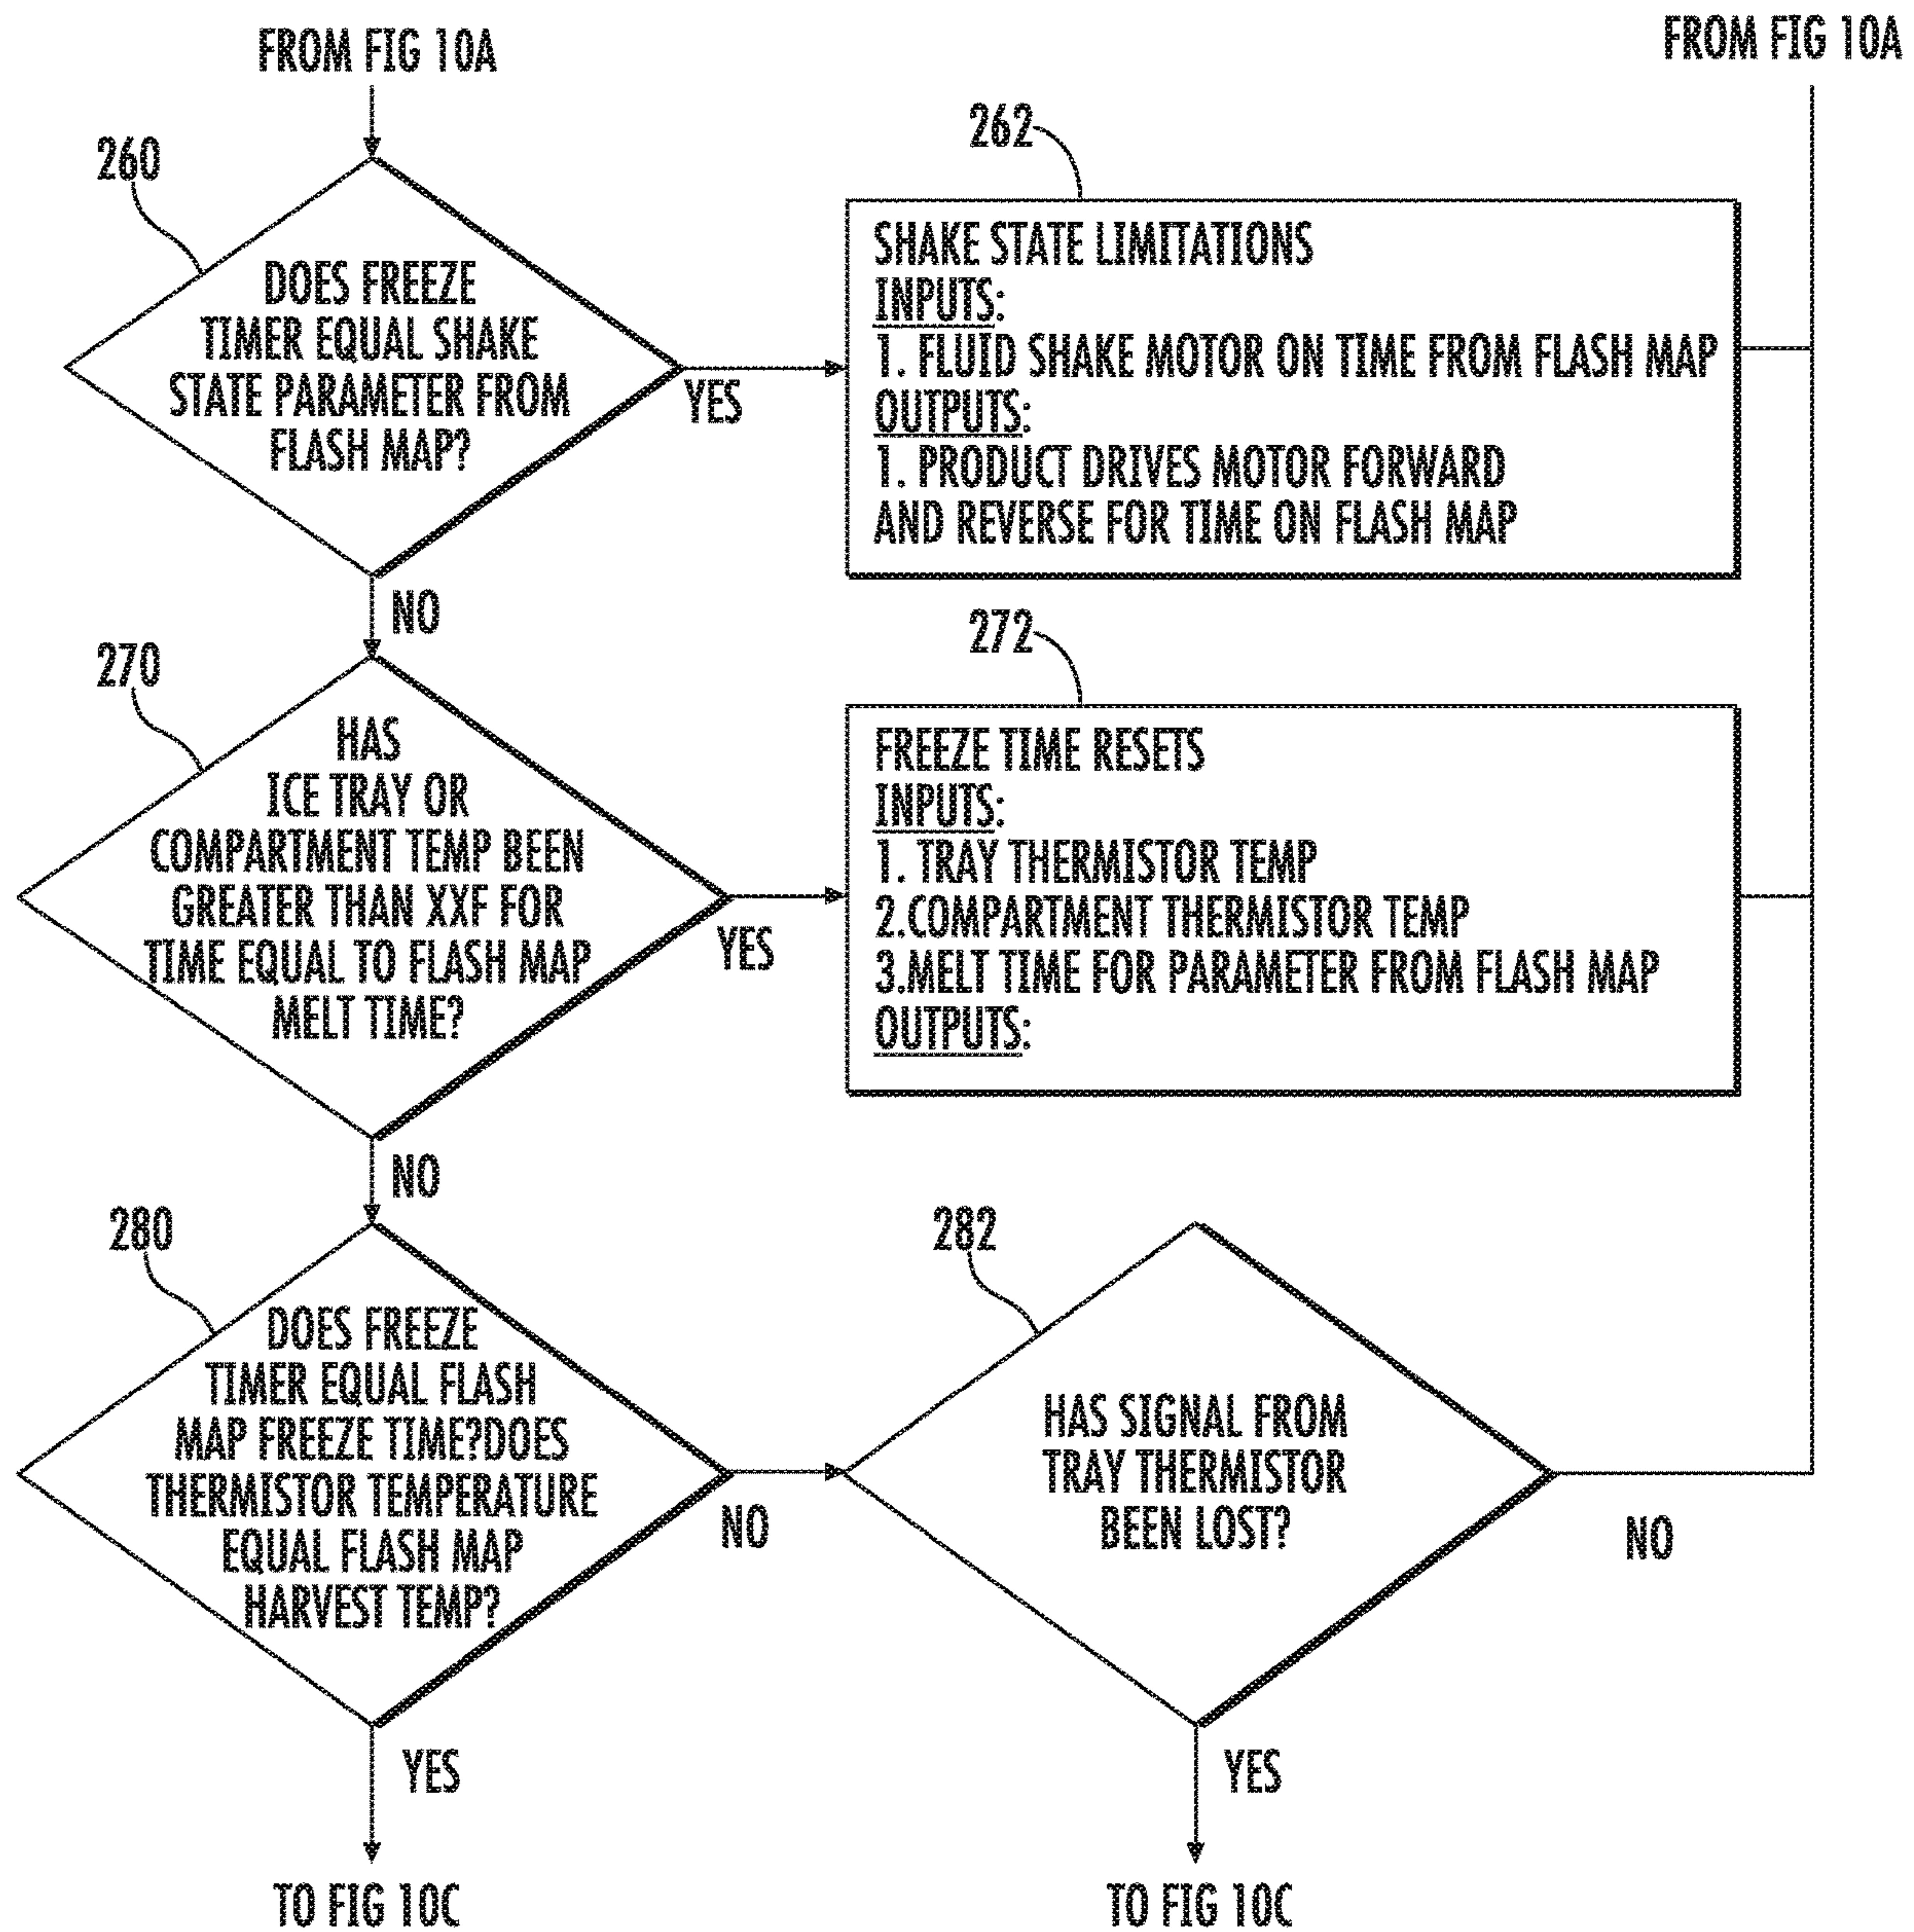 FROM FIG 10A
FROM FIG 10A
260
DOES FREEZE
TIMER EQUAL SHAKE
STATE PARAMETER FROM
FLASH MAP?
YES
NO
262
SHAKE STATE LIMITATIONS
INPUTS:
1. FLUID SHAKE MOTOR ON TIME FROM FLASH MAP
OUTPUTS:
1. PRODUCT DRIVES MOTOR FORWARD
AND REVERSE FOR TIME ON FLASH MAP
270
HAS
ICE TRAY OR
COMPARTMENT TEMP BEEN
GREATER THAN XXF FOR
TIME EQUAL TO FLASH MAP
MELT TIME?
YES
NO
272
FREEZE TIME RESETS
INPUTS:
1. TRAY THERMISTOR TEMP
2.COMPARTMENT THERMISTOR TEMP
3.MELT TIME FOR PARAMETER FROM FLASH MAP
OUTPUTS:
280
DOES FREEZE
TIMER EQUAL FLASH
MAP FREEZE TIME?DOES
THERMISTOR TEMPERATURE
EQUAL FLASH MAP
HARVEST TEMP?
NO
YES
TO FIG 10C
282
HAS SIGNAL FROM
TRAY THERMISTOR
BEEN LOST?
NO
YES
TO FIG 10C